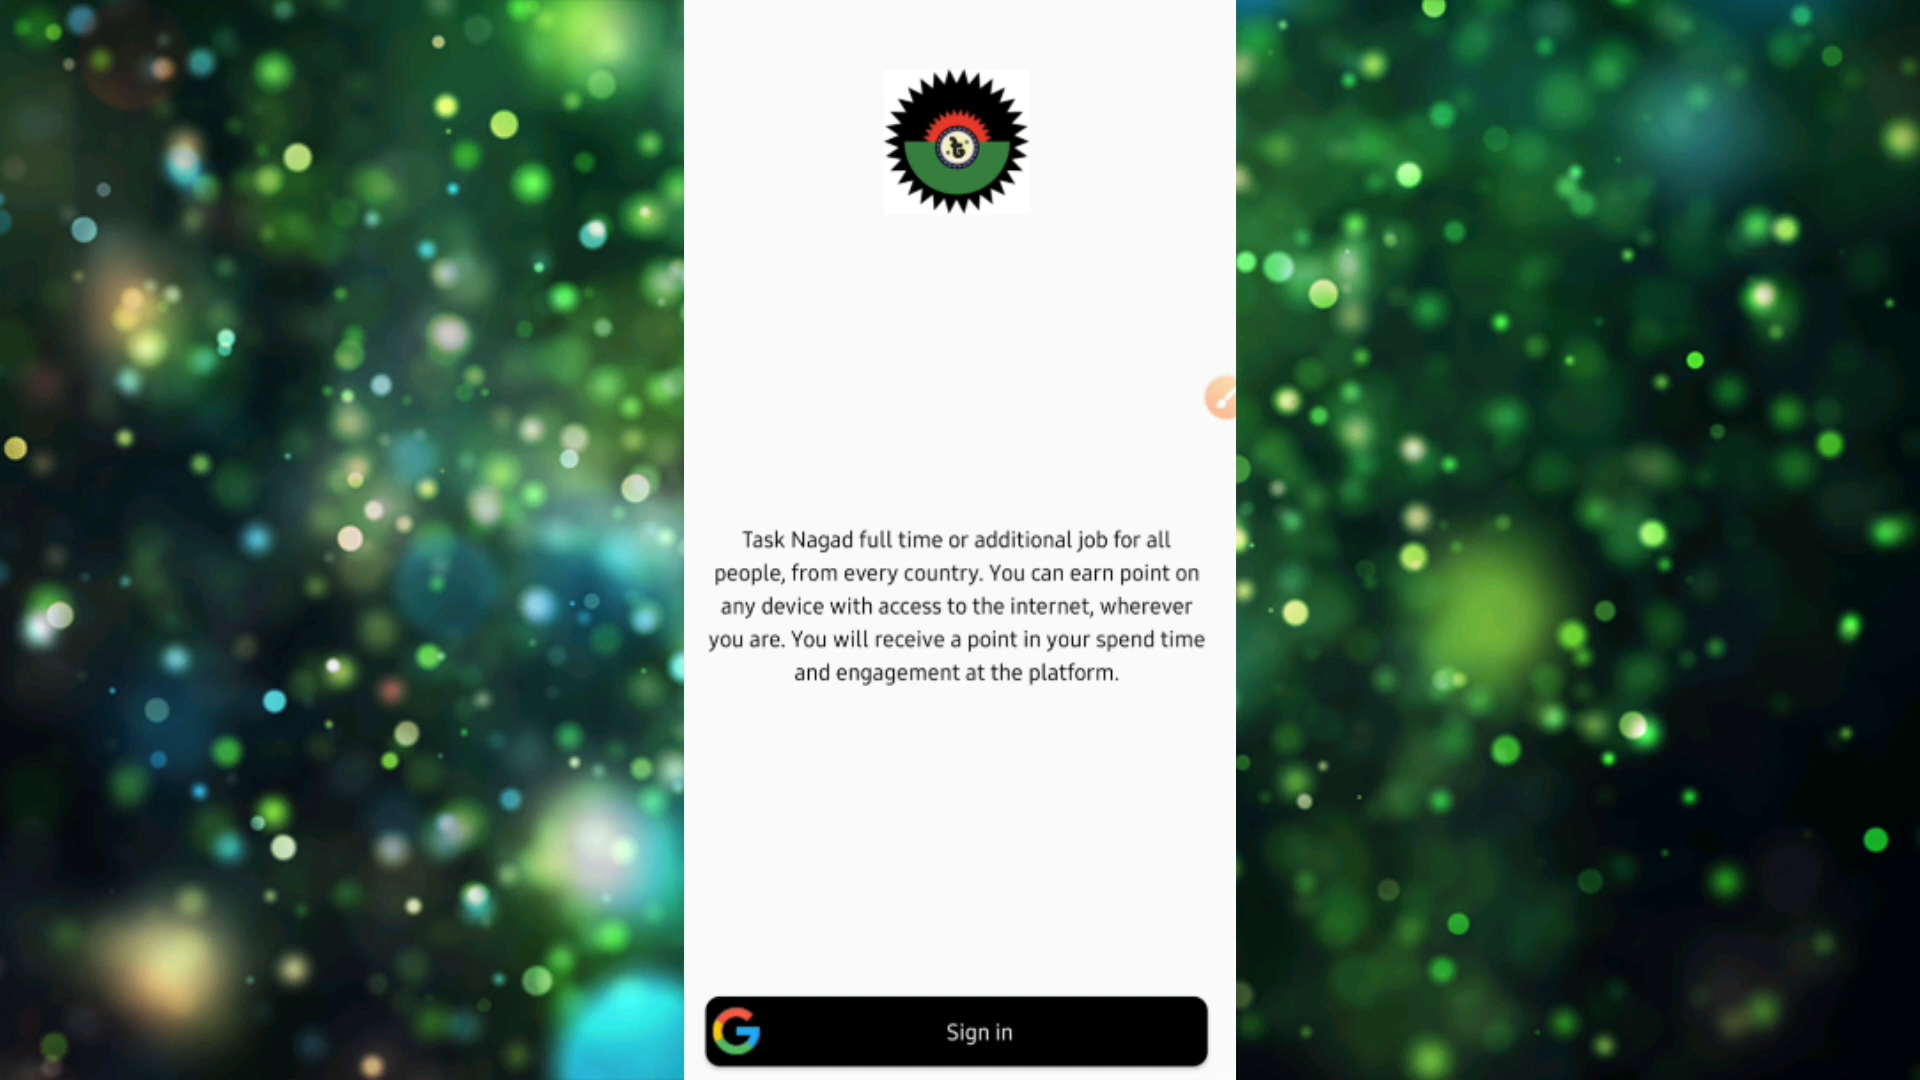 Task Nagad full time or additional job for all
people, from every country. You can earn point on
any device with access to the internet, wherever
you are. You will receive a point in your spend time
and engagement at the platform.
Sign in